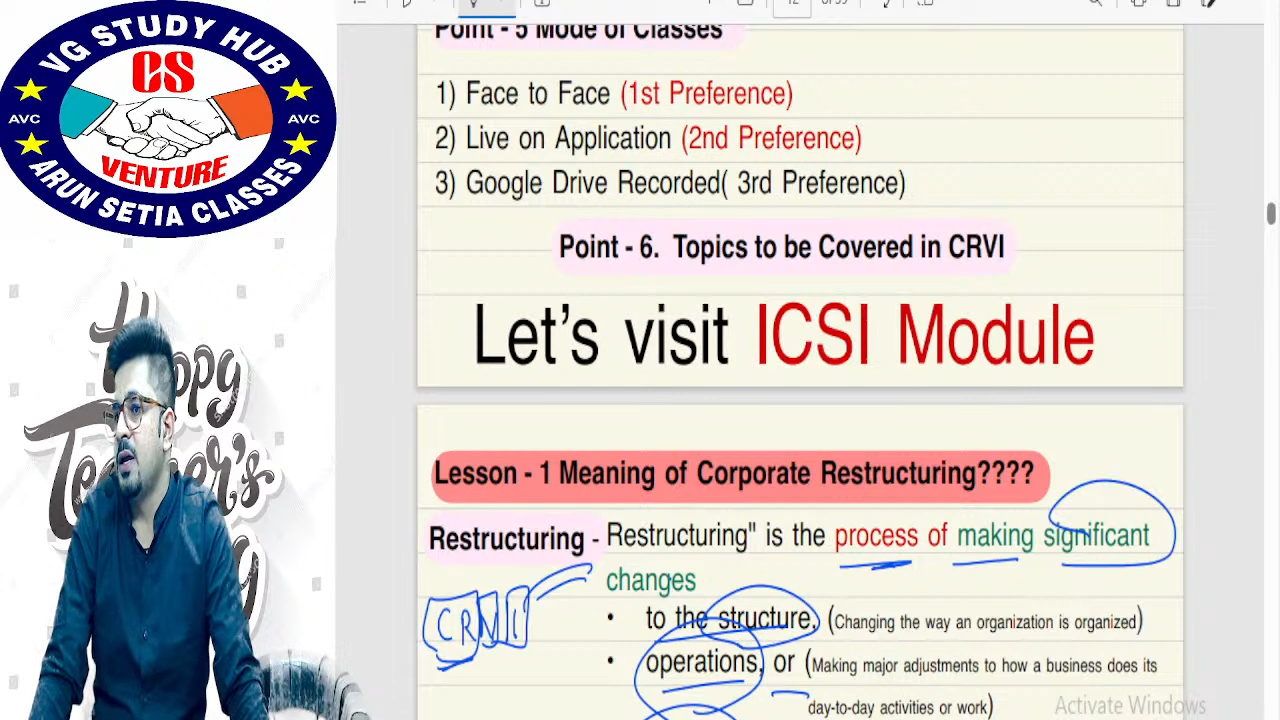 VG STUDY HUB
CS
AVC
AVC
VENTURE
ARUN SETIA CLASSES
Happy
Teacher's
Point - 5 Mode of Classes
1) Face to Face (1st Preference)
2) Live on Application (2nd Preference)
3) Google Drive Recorded( 3rd Preference)
Point - 6. Topics to be Covered in CRVI
Let's visit ICSI Module
Lesson - 1 Meaning of Corporate Restructuring????
Restructuring - Restructuring" is the process of making significant
changes
CRVI
• to the structure, (Changing the way an organization is organized)
• operations, or (Making major adjustments to how a business does its
day-to-day activities or work)
Activate Windows